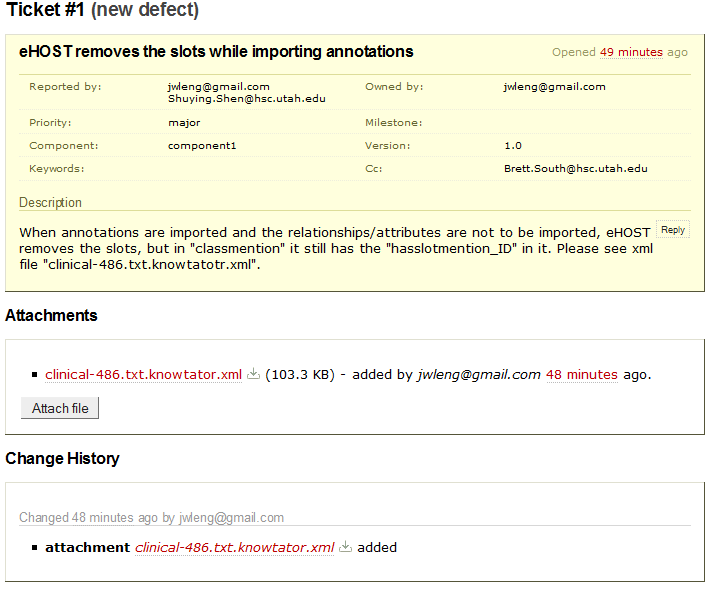 Ticket #1 (new defect)
eHOST removes the slots while importing annotations
Opened 49 minutes ago
Reported by: jwleng@gmail.com Owned by: jwleng@gmail.com
Shuying.Shen@hsc.utah.edu
Priority: major Milestone:
Component: component1 Version: 1.0
Keywords: Cc: Brett.South@hsc.utah.edu
Description
When annotations are imported and the relationships/attributes are not to be imported, eHOST Reply
removes the slots, but in "classmention" it still has the "hasslotmention_ID" in it. Please see xml
file "clinical-486.txt.knowtatotr.xml".
Attachments
clinical-486.txt.knowtator.xml (103.3 KB) - added by jwleng@gmail.com 48 minutes ago.
Attach file
Change History
Changed 48 minutes ago by jwleng@gmail.com
attachment clinical-486.txt.knowtator.xml added